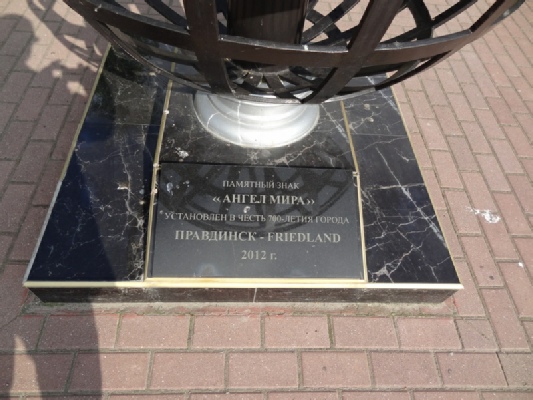 ПАМЯТНЫЙ ЗНАК
‹‹АНГЕЛ МИРА››
УСТАНОВЛЕН В ЧЕСТЬ 700-ЛЕТИЯ ГОРОДА
ПРАВДИНСК - FRIEDLAND
2012 г.